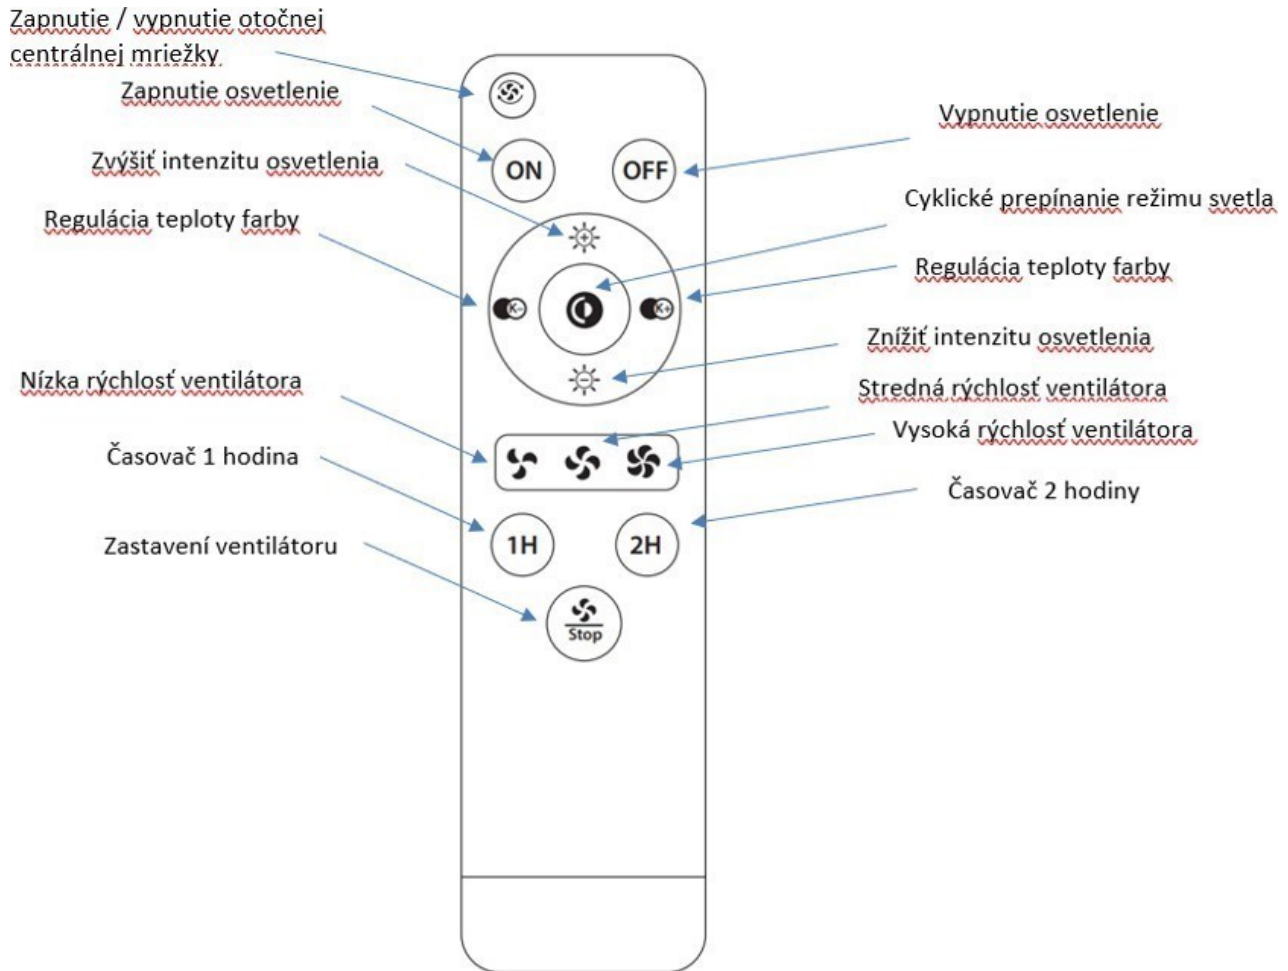 Zapnutie / vypnutie otočnej
centrálnej mriežky
Zapnutie osvetlenie
Vypnutie osvetlenie
Zvýšiť intenzitu osvetlenia
ON
OFF
Cyklické prepínanie režimu svetla
Regulácia teploty farby
Regulácia teploty farby
K-
K+
Znížiť intenzitu osvetlenia
Nízka rýchlosť ventilátora
Stredná rýchlosť ventilátora
Vysoká rýchlosť ventilátora
Časovač 1 hodina
Časovač 2 hodiny
1H
2H
Zastavení ventilátoru
Stop